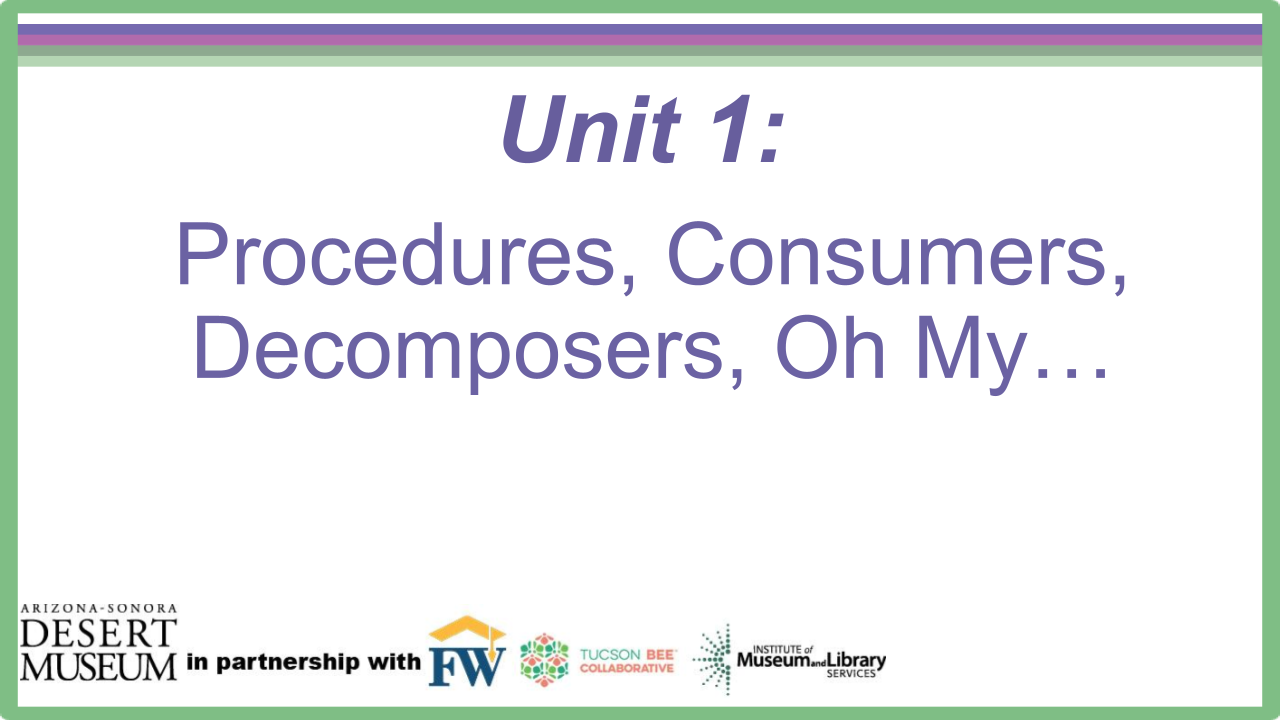 Unit 1:
Procedures, Consumers,
Decomposers, Oh My…
ARIZONA-SONORA
DESERT
MUSEUM
in partnership with
FW
TUCSON BEE
COLLABORATIVE
INSTITUTE of
Museum and Library
SERVICES